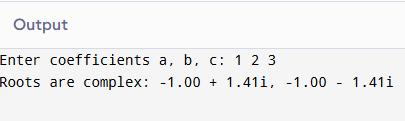 Output
Enter coefficients a, b, c: 1 2 3
Roots are complex: -1.00 + 1.41i, -1.00 - 1.41i